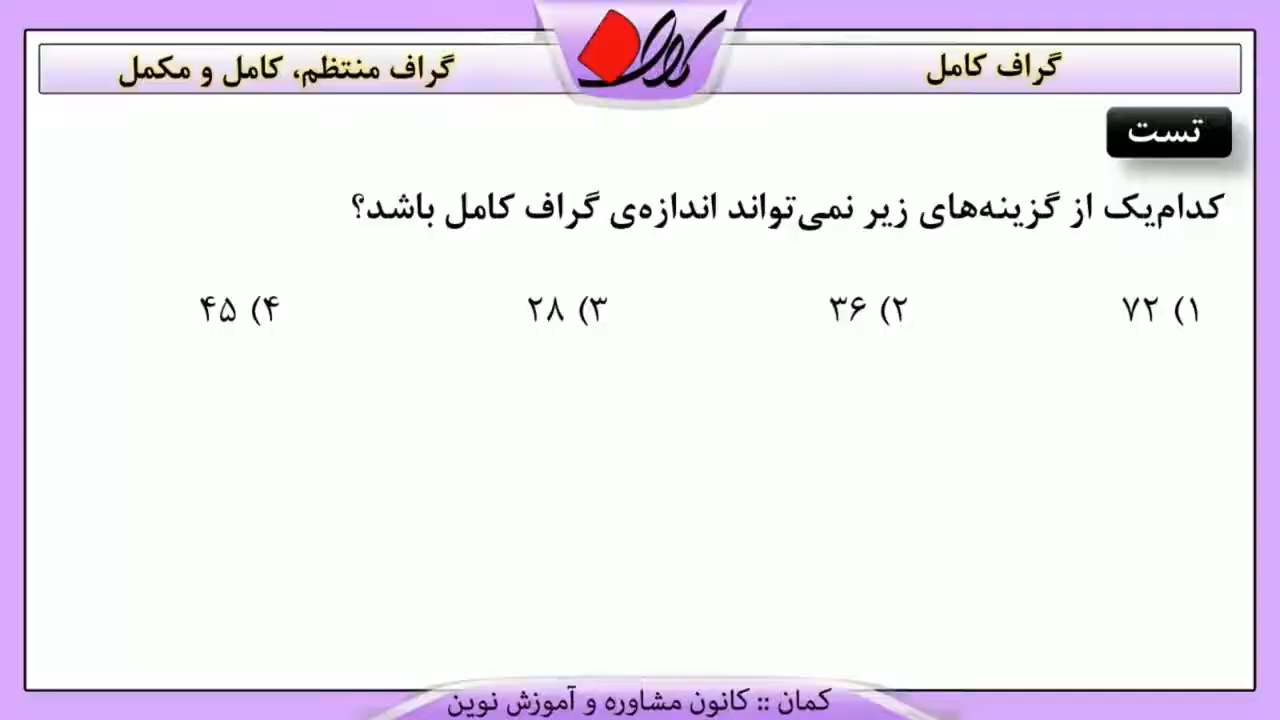 گراف کامل
گراف منتظم، کامل و مکمل
کمان
تست
کدام‌یک از گزینه‌های زیر نمی‌تواند اندازه‌ی گراف کامل باشد؟
۱) ۷۲ ۲) ۳۶ ۳) ۲۸ ۴) ۴۵
کمان :: کانون مشاوره و آموزش نوین